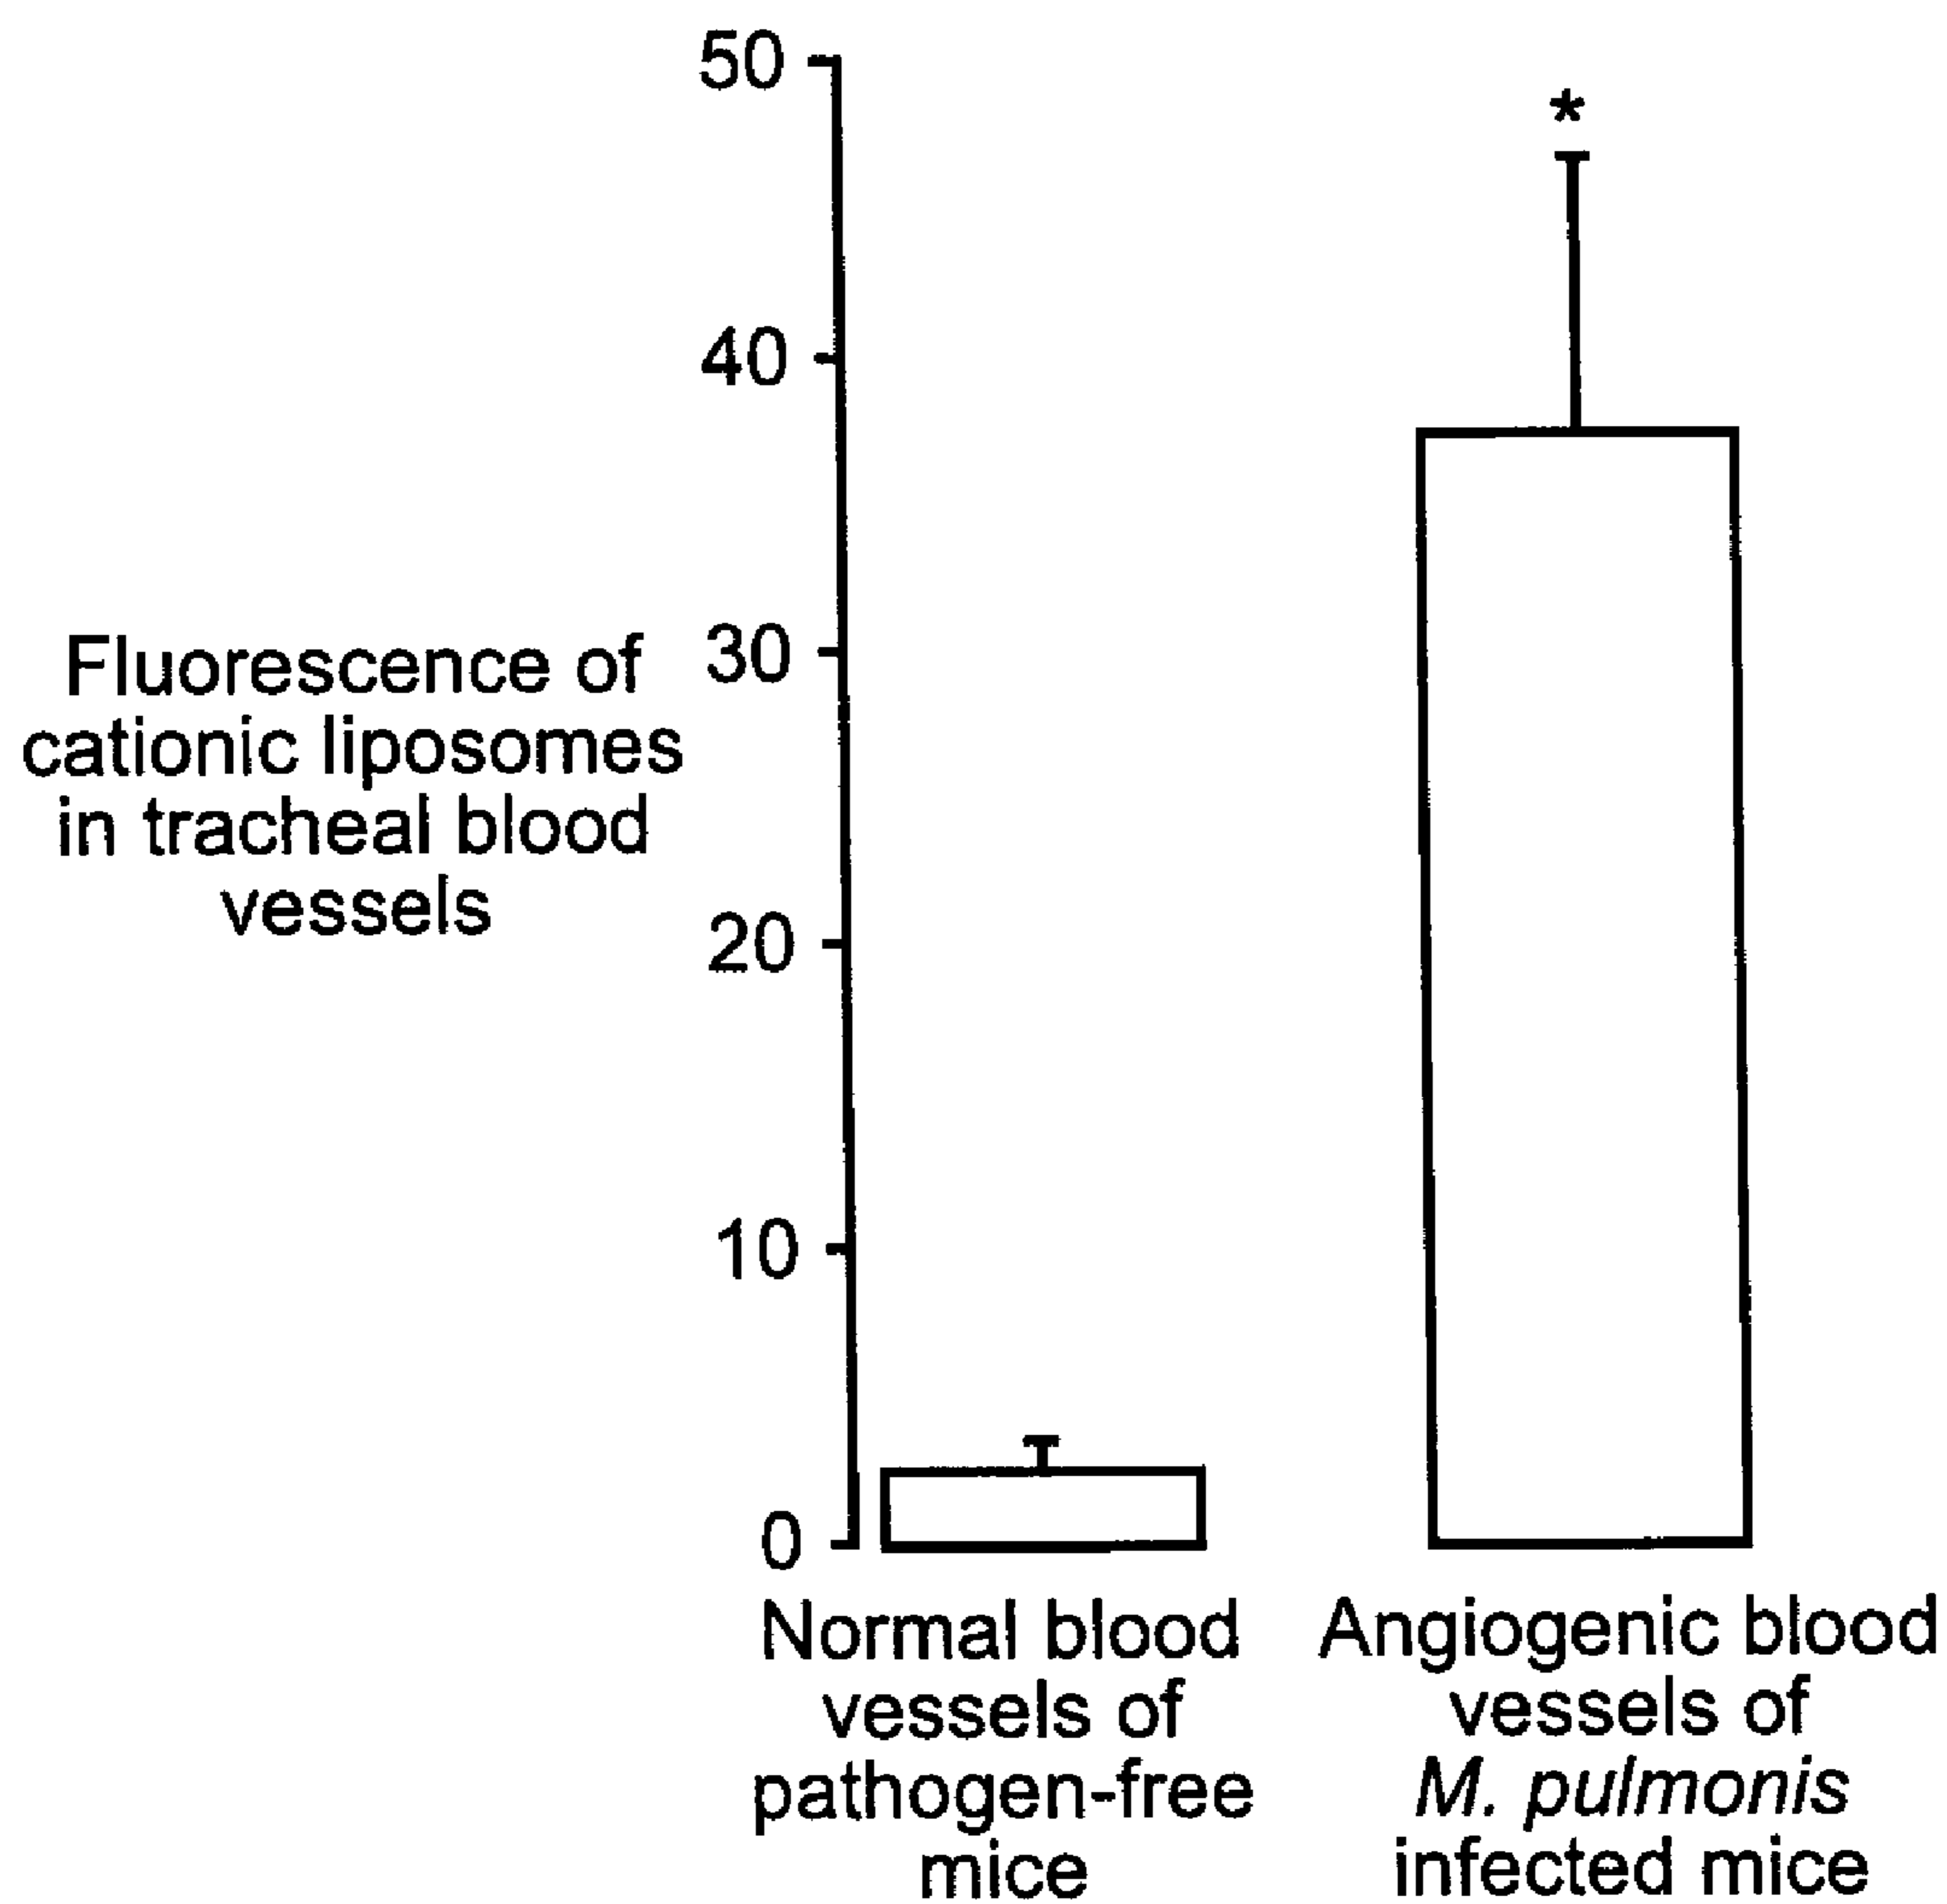 50
*
40
30
20
10
0
Fluorescence of
cationic liposomes
in tracheal blood
vessels
Normal blood
vessels of
pathogen-free
mice
Angiogenic blood
vessels of
M. pulmonis
infected mice